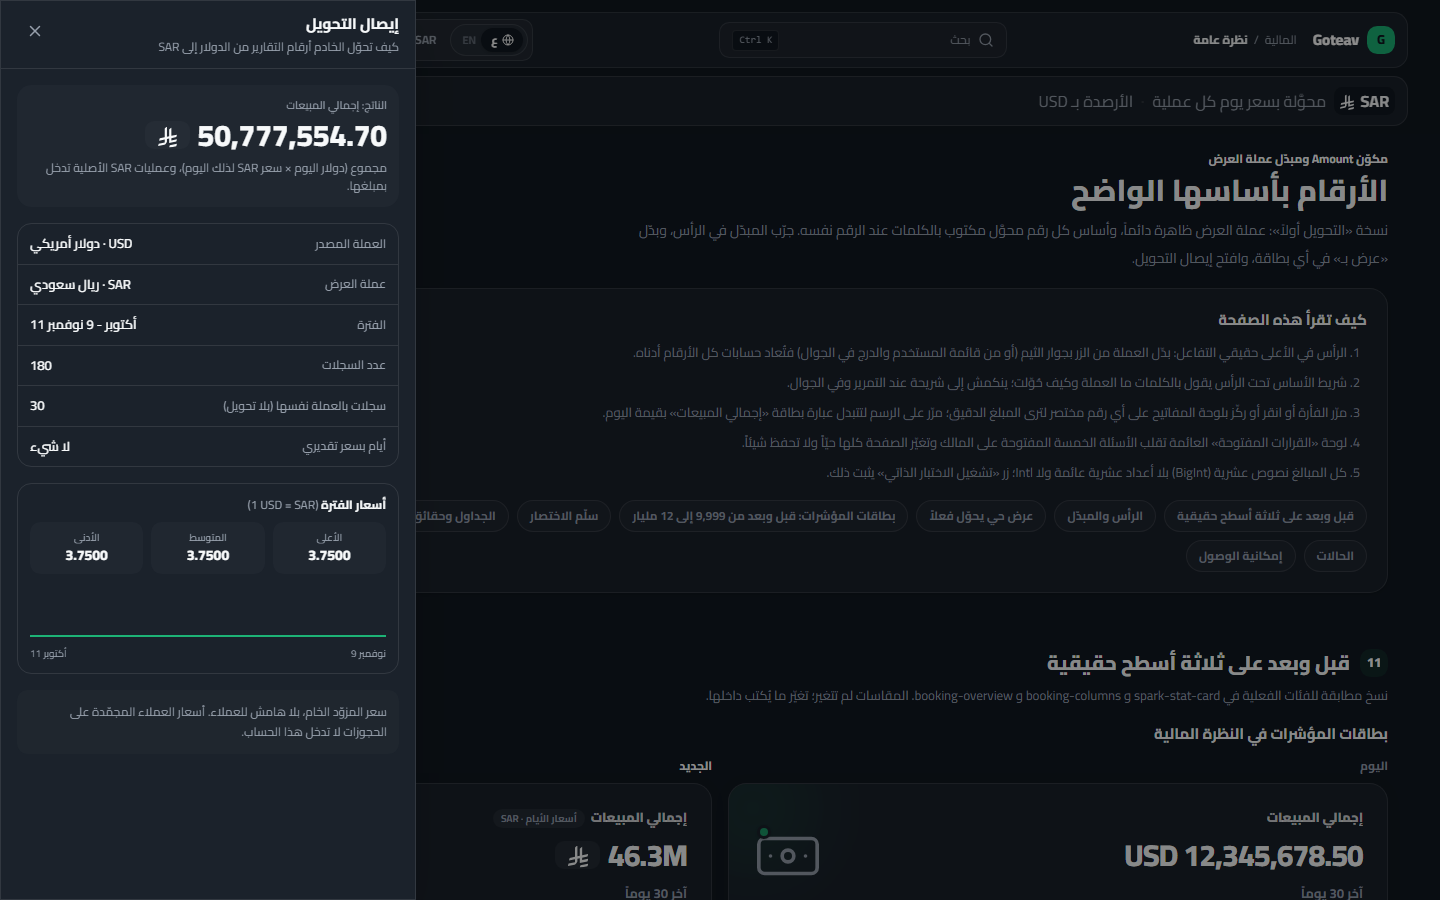 إيصال التحويل
كيف تحوّل الخادم أرقام التقارير من الدولار إلى SAR
الناتج: إجمالي المبيعات
50,777,554.70
مجموع (دولار اليوم × سعر SAR لذلك اليوم)، وعمليات SAR الأصلية تدخل
بمبلغها.
العملة المصدر
USD · دولار أمريكي
عملة العرض
SAR · ريال سعودي
الفترة
11 أكتوبر - 9 نوفمبر
عدد السجلات
180
سجلات بالعملة نفسها (بلا تحويل)
30
أيام بسعر تقديري
لا شيء
أسعار الفترة (1 USD = SAR)
الأعلى
3.7500
المتوسط
3.7500
الأدنى
3.7500
11 أكتوبر
9 نوفمبر
سعر المزوّد الخام، بلا هامش للعملاء. أسعار العملاء المجمّدة على
الحجوزات لا تدخل هذا الحساب.
G
Goteav
المالية / نظرة عامة
بحث
Ctrl K
ع
EN
SAR
SAR محوّلة بسعر يوم كل عملية · الأرصدة بـ USD
مكوّن Amount ومبدّل عملة العرض
الأرقام بأساسها الواضح
نسخة «التحويل أولاً»: عملة العرض ظاهرة دائماً، وأساس كل رقم محوّل مكتوب بالكلمات عند الرقم نفسه. جرّب المبدّل في الرأس، وبدّل
«عرض بـ» في أي بطاقة، وافتح إيصال التحويل.
كيف تقرأ هذه الصفحة
1. الرأس في الأعلى حقيقي التفاعل: بدّل العملة من الزر بجوار الثيم (أو من قائمة المستخدم والدرج في الجوال) فتُعاد حسابات كل الأرقام أدناه.
2. شريط الأساس تحت الرأس يقول بالكلمات ما العملة وكيف حُوّلت؛ ينكمش إلى شريحة عند التمرير وفي الجوال.
3. مرّر الفأرة أو انقر أو ركّز بلوحة المفاتيح على أي رقم مختصر لترى المبلغ الدقيق؛ مرّر على الرسم لتتبدل عبارة بطاقة «إجمالي المبيعات» بقيمة اليوم.
4. لوحة «القرارات المفتوحة» العائمة تقلب الأسئلة الخمسة المفتوحة على المالك وتغيّر الصفحة كلها حيّاً ولا تحفظ شيئاً.
5. كل المبالغ نصوص عشرية (BigInt) بلا أعداد عشرية عائمة ولا Intl؛ زر «تشغيل الاختبار الذاتي» يثبت ذلك.
قبل وبعد على ثلاثة أسطح حقيقية
الرأس والمبدّل
عرض حي يحوّل فعلاً
بطاقات المؤشرات: قبل وبعد من 9,999 إلى 12 مليار
سلّم الاختصار
الجداول وحقائق
الحالات
إمكانية الوصول
11
قبل وبعد على ثلاثة أسطح حقيقية
نسخ مطابقة للفئات الفعلية في spark-stat-card و booking-columns و booking-overview. المقاسات لم تتغير؛ تغيّر ما يُكتب داخلها.
بطاقات المؤشرات في النظرة المالية
اليوم
إجمالي المبيعات
USD 12,345,678.50
آخر 30 يوماً
الجديد
إجمالي المبيعات
أسعار الأيام · SAR
46.3M
آخر 30 يوماً